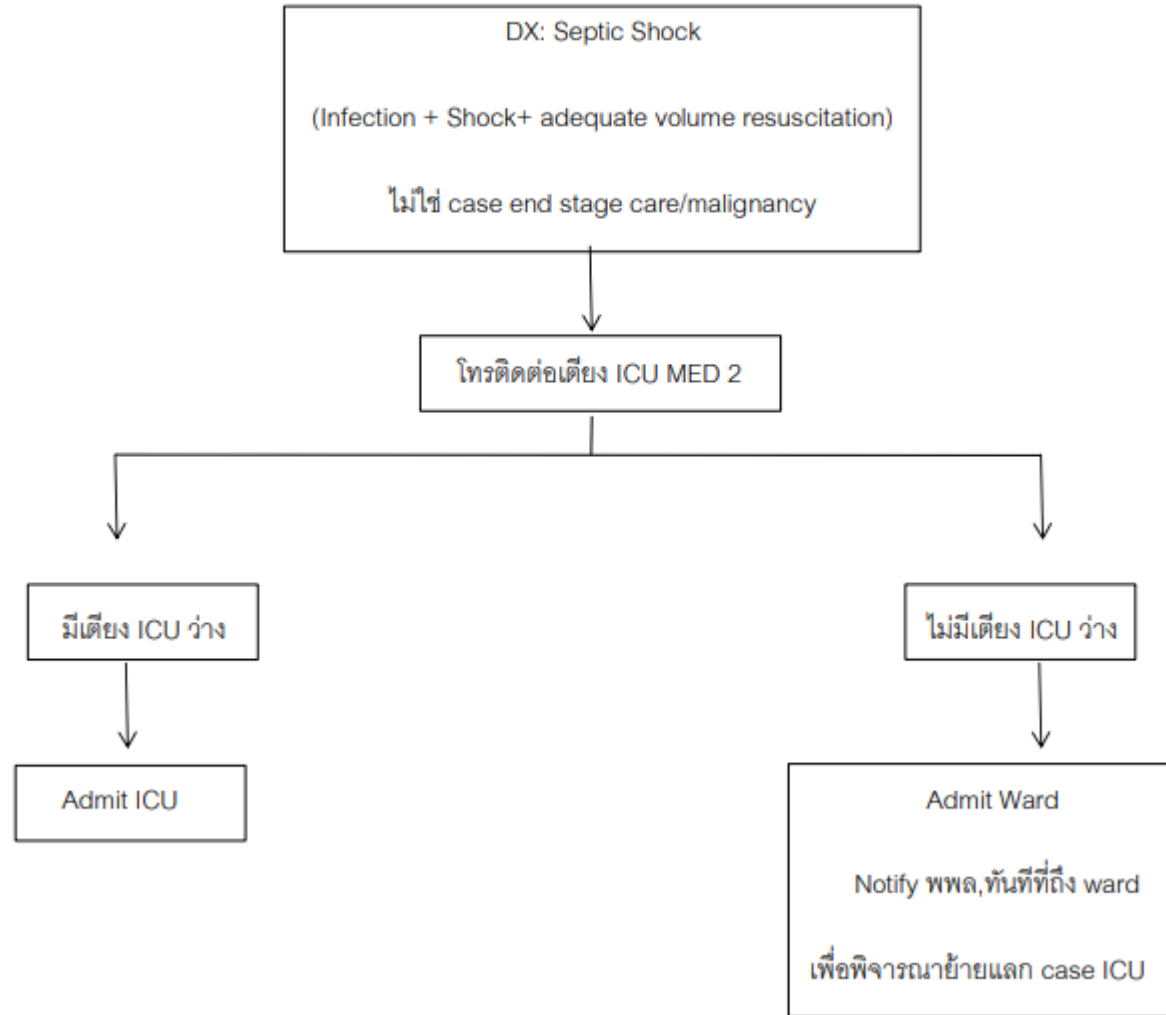 DX: Septic Shock
(Infection + Shock+ adequate volume resuscitation)
ไม่ใช่ case end stage care/malignancy
โทรติดต่อเตียง ICU MED 2
มีเตียง ICU ว่าง
ไม่มีเตียง ICU ว่าง
Admit ICU
Admit Ward
Notify พพล,ทันทีที่ถึง ward
เพื่อพิจารณาย้ายแลก case ICU